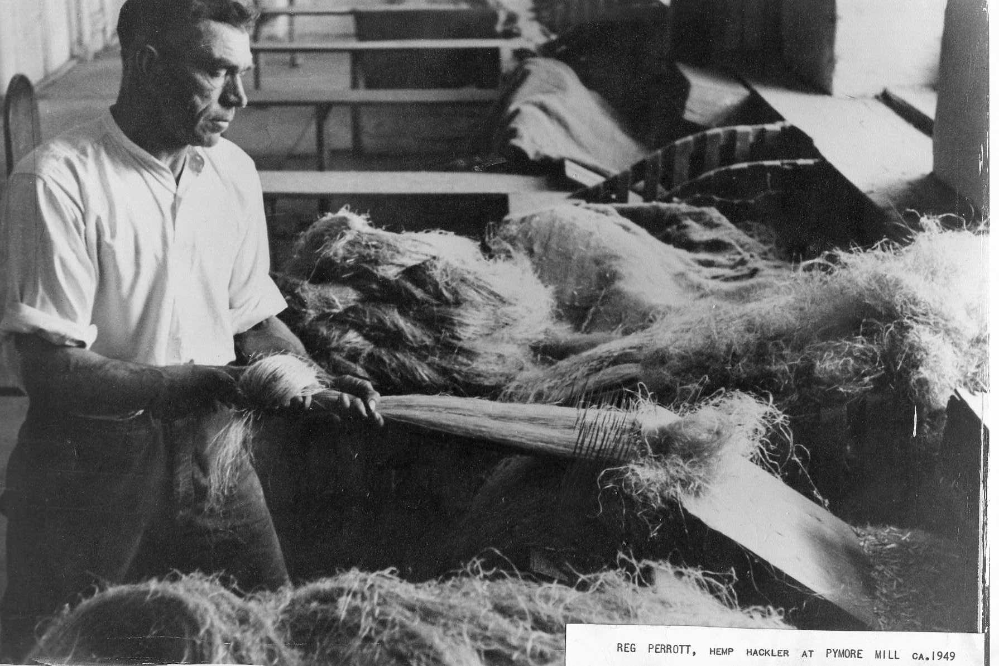 REG PERROTT, HEMP HACKLER AT PYMORE MILL CA.1949